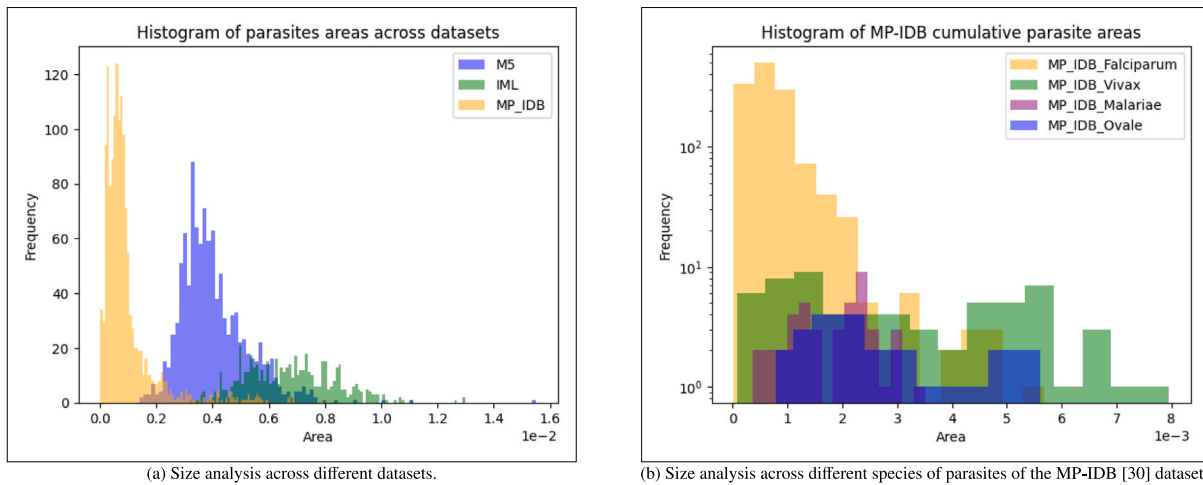 Histogram of parasites areas across datasets
M5
IML
MP_IDB
120
100
80
60
40
20
0
Frequency
0.0 0.2 0.4 0.6 0.8 1.0 1.2 1.4 1.6
1e-2
Area
(a) Size analysis across different datasets.
Histogram of MP-IDB cumulative parasite areas
MP_IDB_Falciparum
MP_IDB_Vivax
MP_IDB_Malariae
MP_IDB_Ovale
10²
10¹
10⁰
Frequency
0 1 2 3 4 5 6 7 8
1e-3
Area
(b) Size analysis across different species of parasites of the MP-IDB [30] dataset